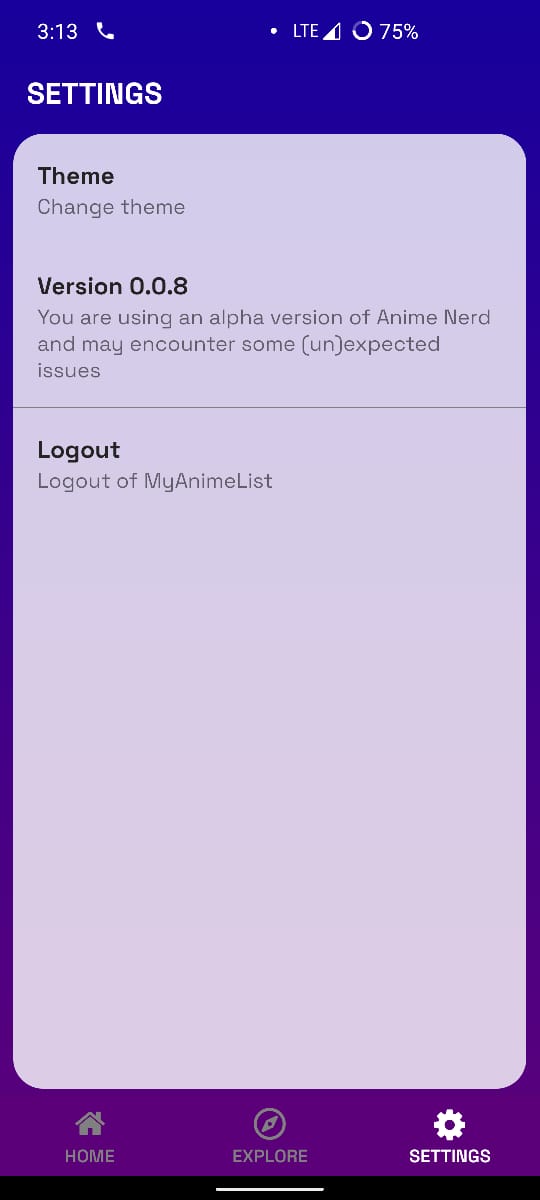 3:13 LTE 75%
SETTINGS
Theme
Change theme
Version 0.0.8
You are using an alpha version of Anime Nerd
and may encounter some (un)expected
issues
Logout
Logout of MyAnimeList
HOME EXPLORE SETTINGS